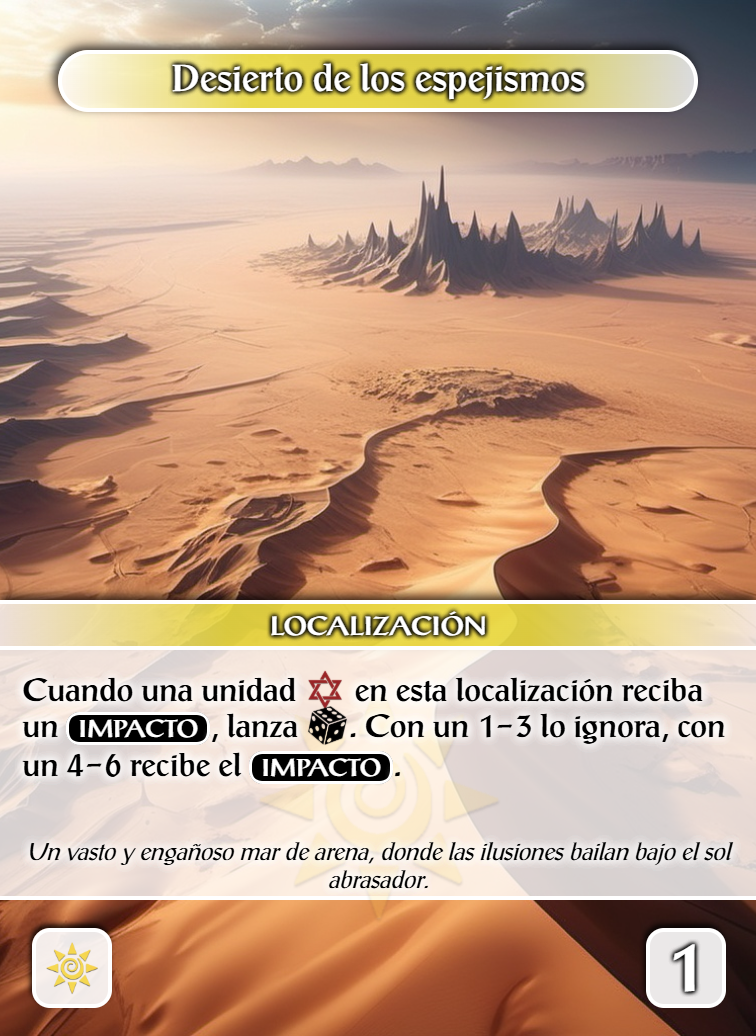 Desierto de los espejismos
LOCALIZACIÓN
Cuando una unidad en esta localización reciba
un IMPACTO, lanza . Con un 1-3 lo ignora, con
un 4-6 recibe el IMPACTO.
Un vasto y engañoso mar de arena, donde las ilusiones bailan bajo el sol
abrasador.
1